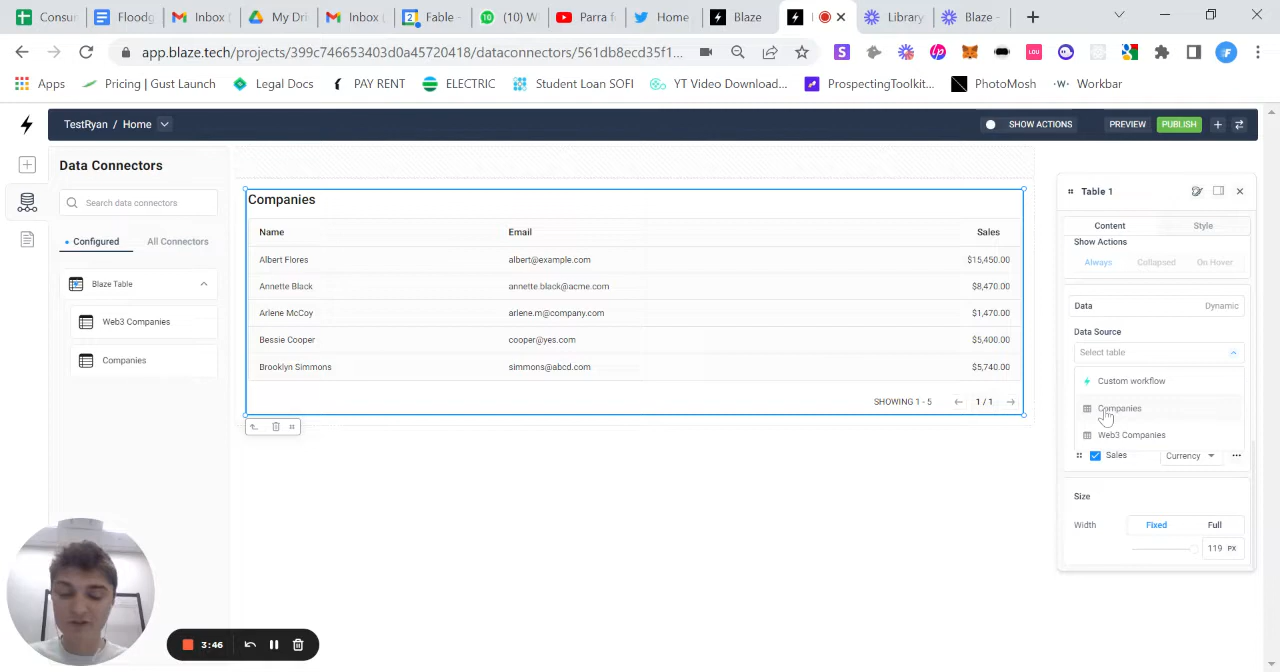 Consun
Floodg
Inbox (
My Dri
Inbox (
Fable -
(10) W
Parra f
Home
Blaze
Library
Blaze -
app.blaze.tech/projects/399c746653403d0a45720418/dataconnectors/561db8ecd35f1...
Apps
Pricing | Gust Launch
Legal Docs
PAY RENT
ELECTRIC
Student Loan SOFI
YT Video Download...
ProspectingToolkit...
PhotoMosh
Workbar
TestRyan / Home
SHOW ACTIONS
PREVIEW
PUBLISH
Data Connectors
Search data connectors
Configured
All Connectors
Blaze Table
Web3 Companies
Companies
Companies
Name Email Sales
Albert Flores albert@example.com $15,450.00
Annette Black annette.black@acme.com $8,470.00
Arlene McCoy arlene.m@company.com $1,470.00
Bessie Cooper cooper@yes.com $5,400.00
Brooklyn Simmons simmons@abcd.com $5,740.00
SHOWING 1 - 5 1 / 1
Table 1
Content Style
Show Actions
Always Collapsed On Hover
Data Dynamic
Data Source
Select table
Custom workflow
Companies
Web3 Companies
Sales Currency
Size
Width Fixed Full
119 PX
3:46